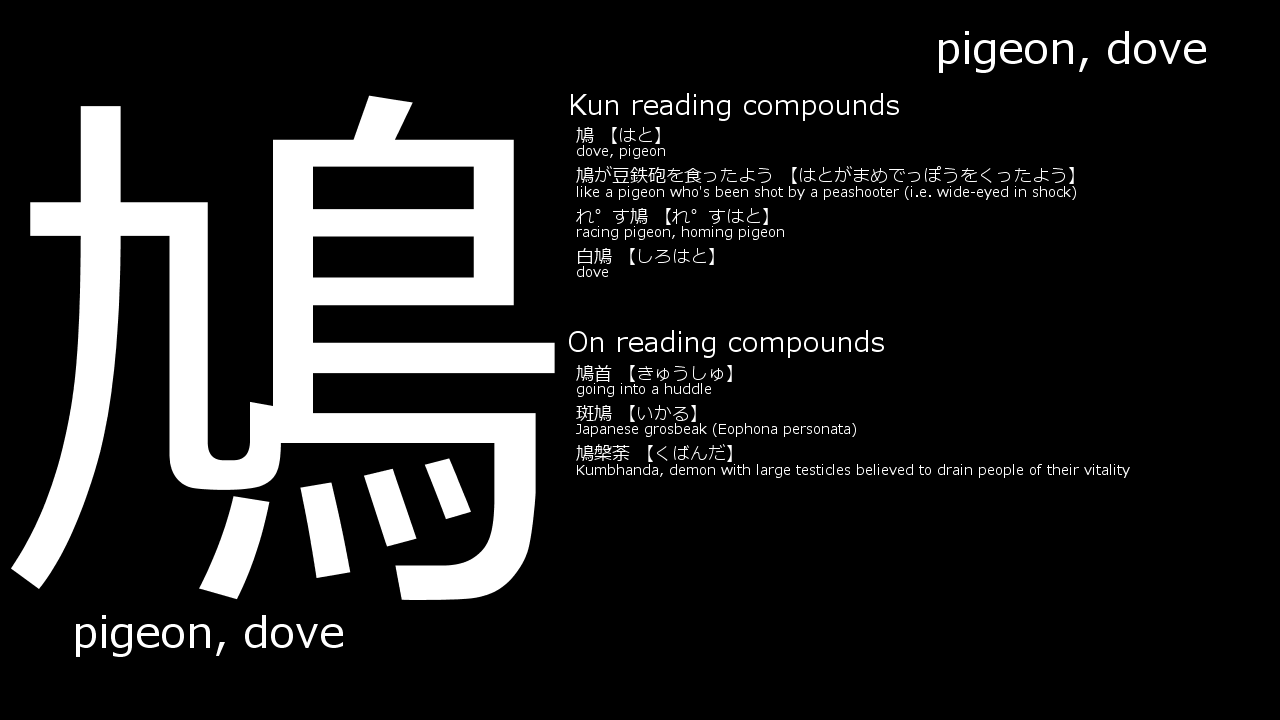 pigeon, dove
鳩
Kun reading compounds
鳩 【はと】
dove, pigeon
鳩が豆鉄砲を食ったよう 【はとがまめでっぽうをくったよう】
like a pigeon who's been shot by a peashooter (i.e. wide-eyed in shock)
れ°す鳩 【れ°すはと】
racing pigeon, homing pigeon
白鳩 【しろはと】
dove
On reading compounds
鳩首 【きゅうしゅ】
going into a huddle
斑鳩 【いかる】
Japanese grosbeak (Eophona personata)
鳩槃荼 【くばんだ】
Kumbhanda, demon with large testicles believed to drain people of their vitality
pigeon, dove